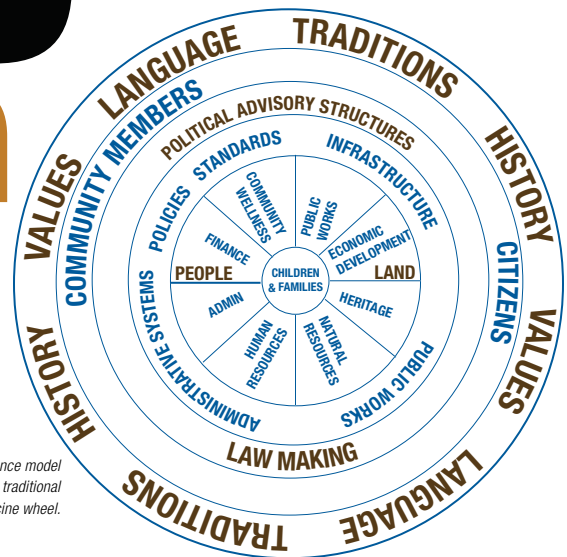 LANGUAGE
TRADITIONS
HISTORY
VALUES
LANGUAGE
TRADITIONS
HISTORY
VALUES
COMMUNITY MEMBERS
CITIZENS
POLITICAL ADVISORY STRUCTURES
LAW MAKING
POLICIES
STANDARDS
INFRASTRUCTURE
PUBLIC WORKS
ADMINISTRATIVE SYSTEMS
COMMUNITY
WELLNESS
PUBLIC
WORKS
ECONOMIC
DEVELOPMENT
LAND
HERITAGE
NATURAL
RESOURCES
HUMAN
RESOURCES
ADMIN
PEOPLE
FINANCE
CHILDREN
& FAMILIES
nce model
traditional
cine wheel.